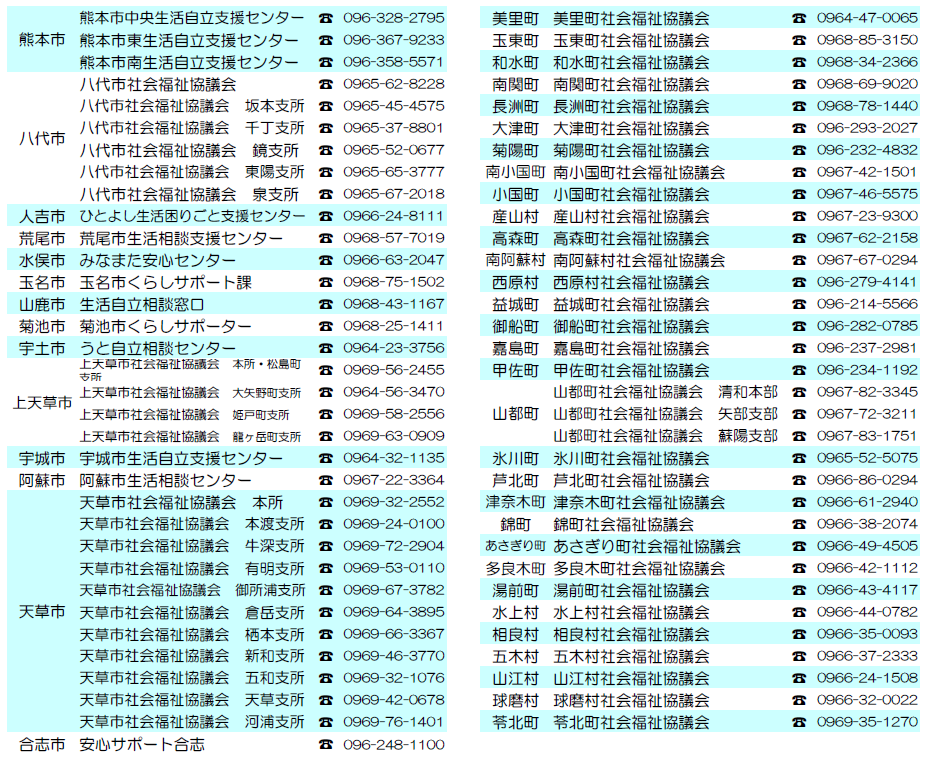 熊本市 熊本市中央生活自立支援センター ☎ 096-328-2795
熊本市東生活自立支援センター ☎ 096-367-9233
熊本市南生活自立支援センター ☎ 096-358-5571
八代市 八代市社会福祉協議会 ☎ 0965-62-8228
八代市社会福祉協議会 坂本支所 ☎ 0965-45-4575
八代市社会福祉協議会 千丁支所 ☎ 0965-37-8801
八代市社会福祉協議会 鏡支所 ☎ 0965-52-0677
八代市社会福祉協議会 東陽支所 ☎ 0965-65-3777
八代市社会福祉協議会 泉支所 ☎ 0965-67-2018
人吉市 ひとよし生活困りごと支援センター ☎ 0966-24-8111
荒尾市 荒尾市生活相談支援センター ☎ 0968-57-7019
水俣市 みなまた安心センター ☎ 0966-63-2047
玉名市 玉名市くらしサポート課 ☎ 0968-75-1502
山鹿市 生活自立相談窓口 ☎ 0968-43-1167
菊池市 菊池市くらしサポーター ☎ 0968-25-1411
宇土市 うと自立相談センター ☎ 0964-23-3756
上天草市 上天草市社会福祉協議会 本所・松島町
支所 ☎ 0969-56-2455
上天草市社会福祉協議会 大矢野町支所 ☎ 0964-56-3470
上天草市社会福祉協議会 姫戸町支所 ☎ 0969-58-2556
上天草市社会福祉協議会 龍ヶ岳町支所 ☎ 0969-63-0909
宇城市 宇城市生活自立支援センター ☎ 0964-32-1135
阿蘇市 阿蘇市生活相談センター ☎ 0967-22-3364
天草市 天草市社会福祉協議会 本所 ☎ 0969-32-2552
天草市社会福祉協議会 本渡支所 ☎ 0969-24-0100
天草市社会福祉協議会 牛深支所 ☎ 0969-72-2904
天草市社会福祉協議会 有明支所 ☎ 0969-53-0110
天草市社会福祉協議会 御所浦支所 ☎ 0969-67-3782
天草市社会福祉協議会 倉岳支所 ☎ 0969-64-3895
天草市社会福祉協議会 栖本支所 ☎ 0969-66-3367
天草市社会福祉協議会 新和支所 ☎ 0969-46-3770
天草市社会福祉協議会 五和支所 ☎ 0969-32-1076
天草市社会福祉協議会 天草支所 ☎ 0969-42-0678
天草市社会福祉協議会 河浦支所 ☎ 0969-76-1401
合志市 安心サポート合志 ☎ 096-248-1100
美里町 美里町社会福祉協議会 ☎ 0964-47-0065
玉東町 玉東町社会福祉協議会 ☎ 0968-85-3150
和水町 和水町社会福祉協議会 ☎ 0968-34-2366
南関町 南関町社会福祉協議会 ☎ 0968-69-9020
長洲町 長洲町社会福祉協議会 ☎ 0968-78-1440
大津町 大津町社会福祉協議会 ☎ 096-293-2027
菊陽町 菊陽町社会福祉協議会 ☎ 096-232-4832
南小国町 南小国町社会福祉協議会 ☎ 0967-42-1501
小国町 小国町社会福祉協議会 ☎ 0967-46-5575
産山村 産山村社会福祉協議会 ☎ 0967-23-9300
高森町 高森町社会福祉協議会 ☎ 0967-62-2158
南阿蘇村 南阿蘇村社会福祉協議会 ☎ 0967-67-0294
西原村 西原村社会福祉協議会 ☎ 096-279-4141
益城町 益城町社会福祉協議会 ☎ 096-214-5566
御船町 御船町社会福祉協議会 ☎ 096-282-0785
嘉島町 嘉島町社会福祉協議会 ☎ 096-237-2981
甲佐町 甲佐町社会福祉協議会 ☎ 096-234-1192
山都町 山都町社会福祉協議会 清和本部 ☎ 0967-82-3345
山都町社会福祉協議会 矢部支部 ☎ 0967-72-3211
山都町社会福祉協議会 蘇陽支部 ☎ 0967-83-1751
氷川町 氷川町社会福祉協議会 ☎ 0965-52-5075
芦北町 芦北町社会福祉協議会 ☎ 0966-86-0294
津奈木町 津奈木町社会福祉協議会 ☎ 0966-61-2940
錦町 錦町社会福祉協議会 ☎ 0966-38-2074
あさぎり町 あさぎり町社会福祉協議会 ☎ 0966-49-4505
多良木町 多良木町社会福祉協議会 ☎ 0966-42-1112
湯前町 湯前町社会福祉協議会 ☎ 0966-43-4117
水上村 水上村社会福祉協議会 ☎ 0966-44-0782
相良村 相良村社会福祉協議会 ☎ 0966-35-0093
五木村 五木村社会福祉協議会 ☎ 0966-37-2333
山江村 山江村社会福祉協議会 ☎ 0966-24-1508
球磨村 球磨村社会福祉協議会 ☎ 0966-32-0022
苓北町 苓北町社会福祉協議会 ☎ 0969-35-1270